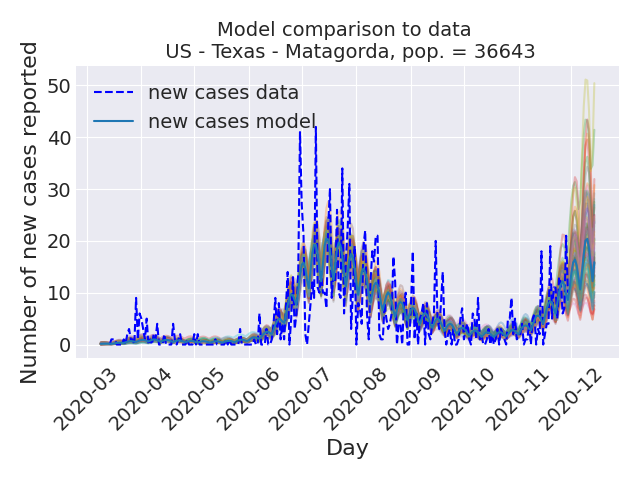 Model comparison to data
US - Texas - Matagorda, pop. = 36643
Number of new cases reported
50
40
30
20
10
0
new cases data
new cases model
2020-03
2020-04
2020-05
2020-06
2020-07
2020-08
2020-09
2020-10
2020-11
2020-12
Day